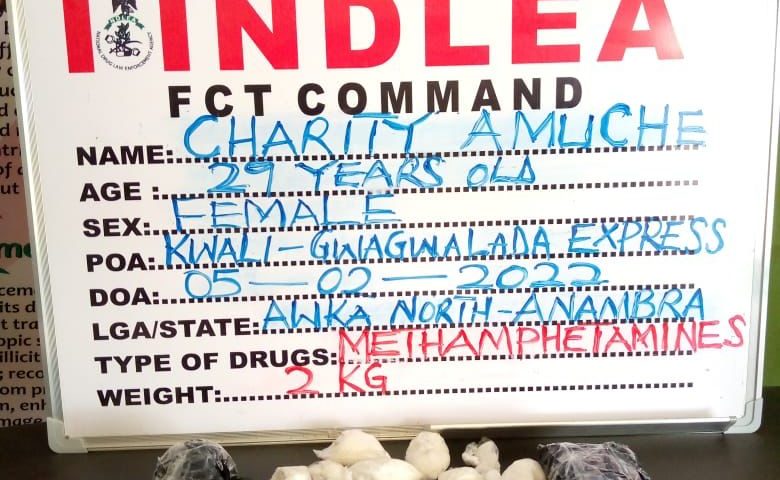 NDLEA
FCT COMMAND
NAME: CHARITY AMUCHE
AGE : 29 YEARS OLD
SEX: FEMALE
POA: KWALI-GWAGWALADA EXPRESS
DOA: 05-02-2022
LGA/STATE: AWKA NORTH-ANAMBRA
TYPE OF DRUGS: METHAMPHETAMINES
WEIGHT: 2 KG